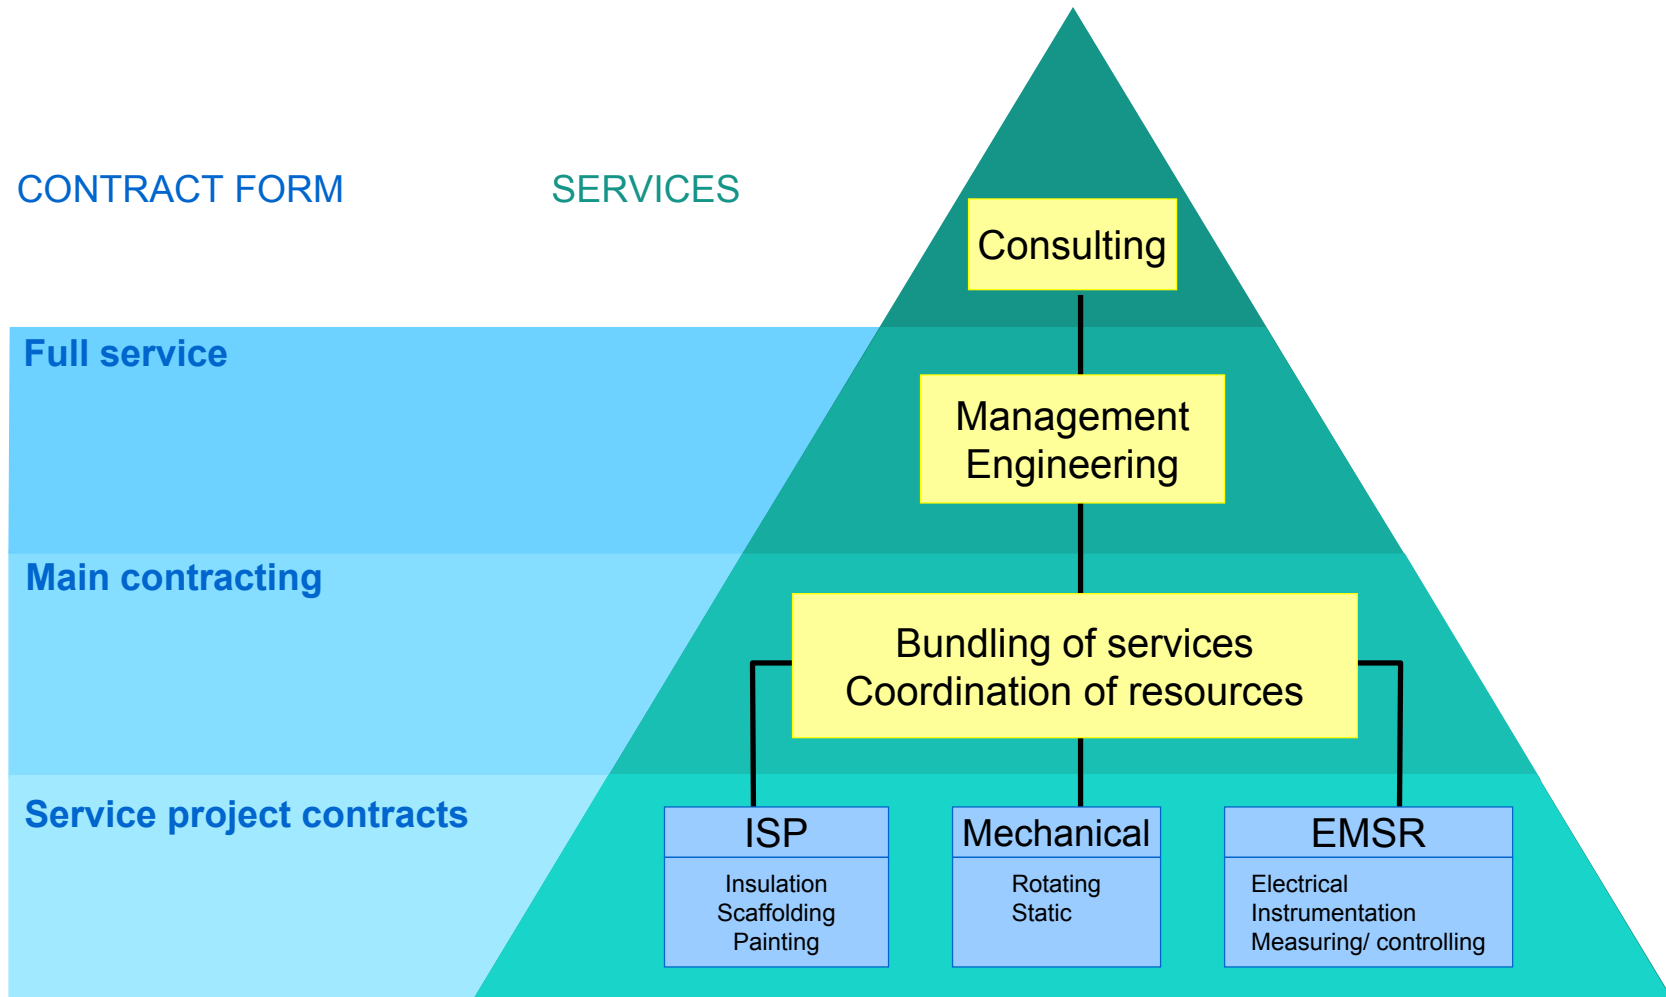 CONTRACT FORM
SERVICES
Consulting
Full service
Management
Engineering
Main contracting
Bundling of services
Coordination of resources
Service project contracts
ISP
Insulation
Scaffolding
Painting
Mechanical
Rotating
Static
EMSR
Electrical
Instrumentation
Measuring/ controlling